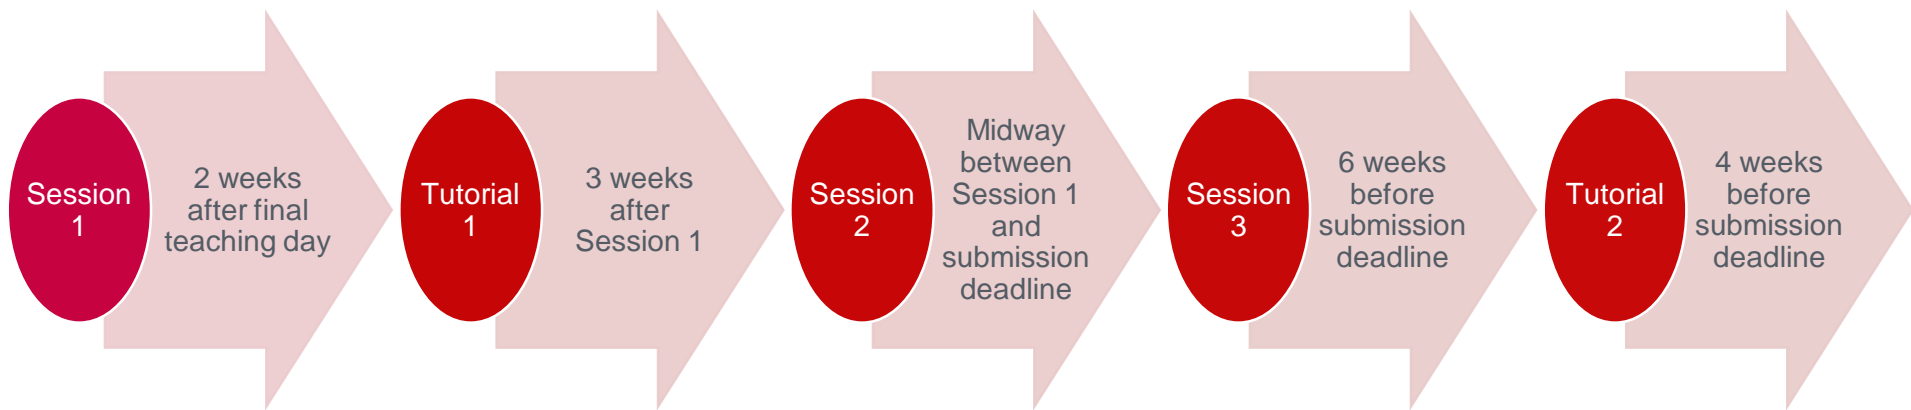 Session
1
2 weeks
after final
teaching day
Tutorial
1
3 weeks
after
Session 1
Session
2
Midway
between
Session 1
and
submission
deadline
Session
3
6 weeks
before
submission
deadline
Tutorial
2
4 weeks
before
submission
deadline